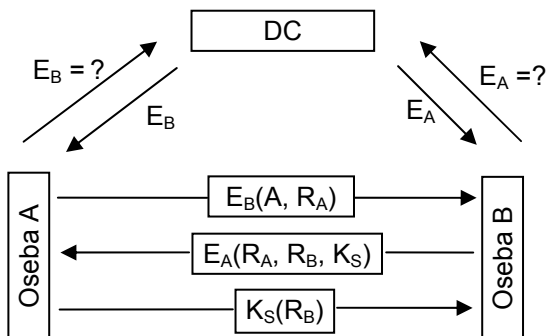 DC
E_B = ?
E_B
E_A
E_A =?
Oseba A
E_B(A, R_A)
E_A(R_A, R_B, K_S)
K_S(R_B)
Oseba B